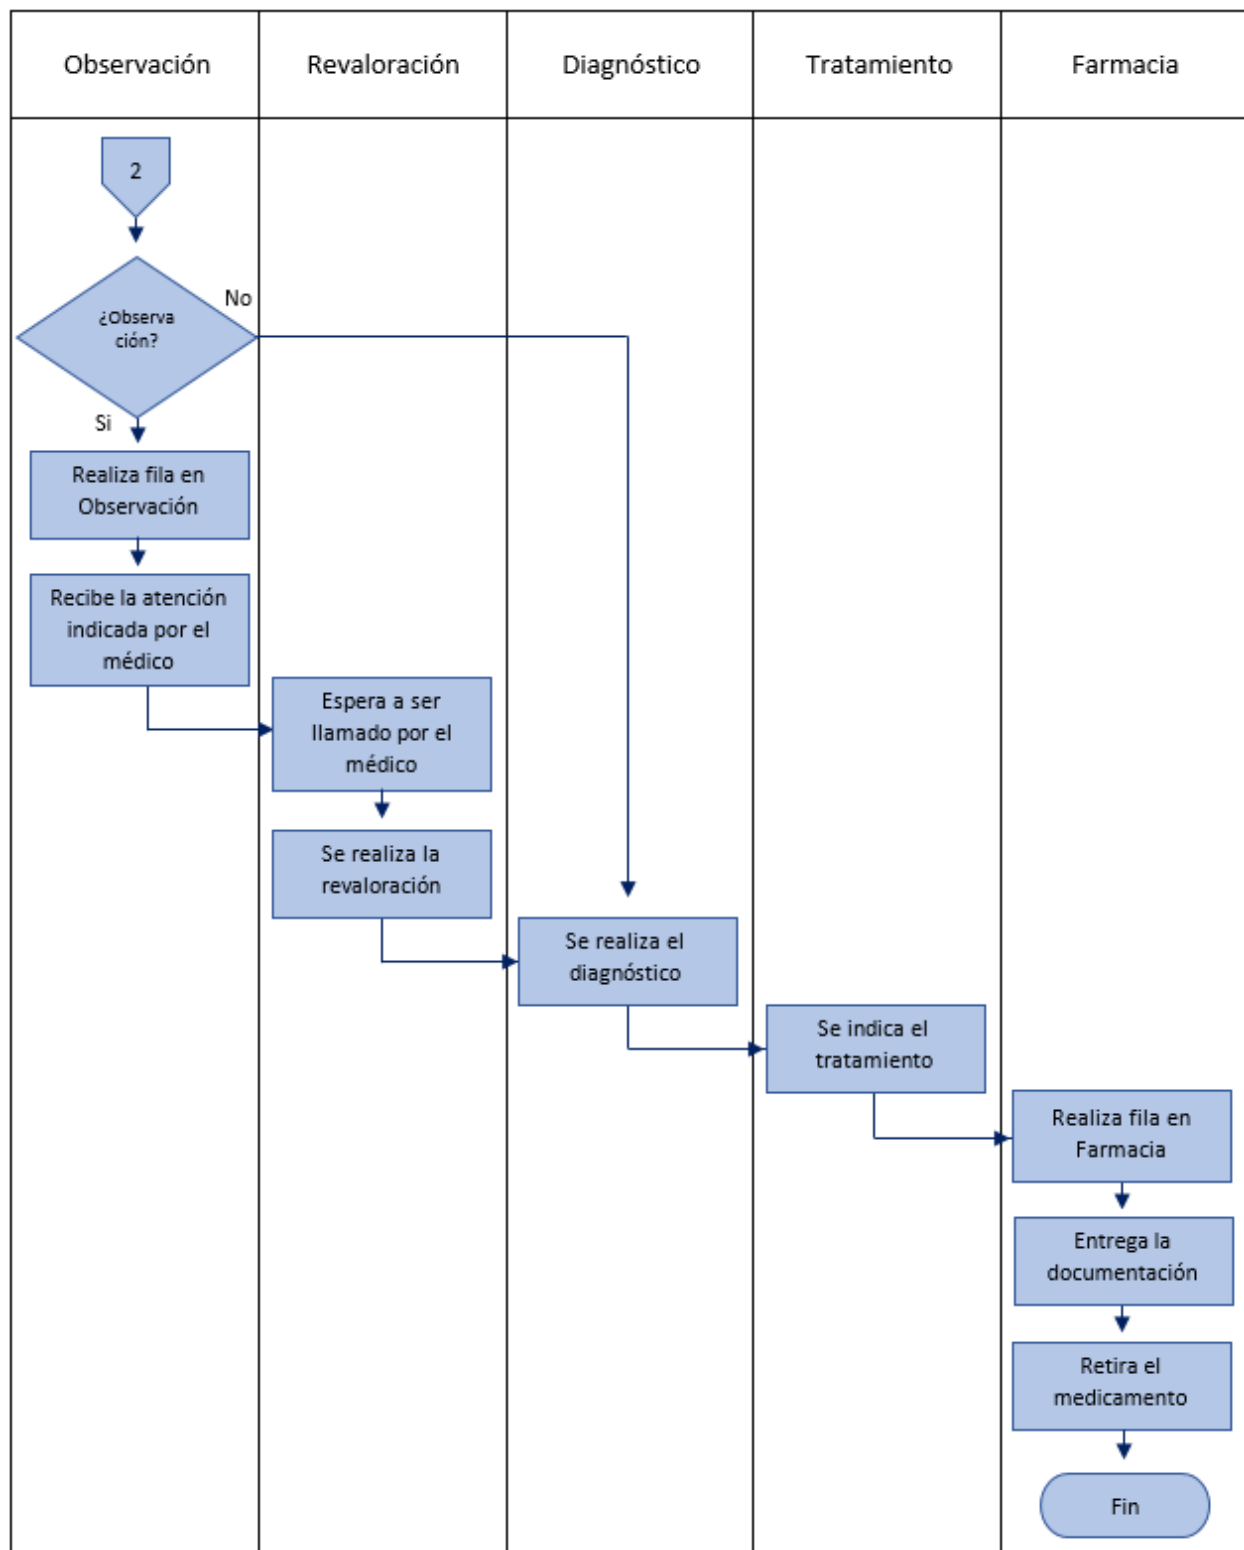 Observación
Revaloración
Diagnóstico
Tratamiento
Farmacia
2
¿Observa
ción?
No
Si
Realiza fila en
Observación
Recibe la atención
indicada por el
médico
Espera a ser
llamado por el
médico
Se realiza la
revaloración
Se realiza el
diagnóstico
Se indica el
tratamiento
Realiza fila en
Farmacia
Entrega la
documentación
Retira el
medicamento
Fin